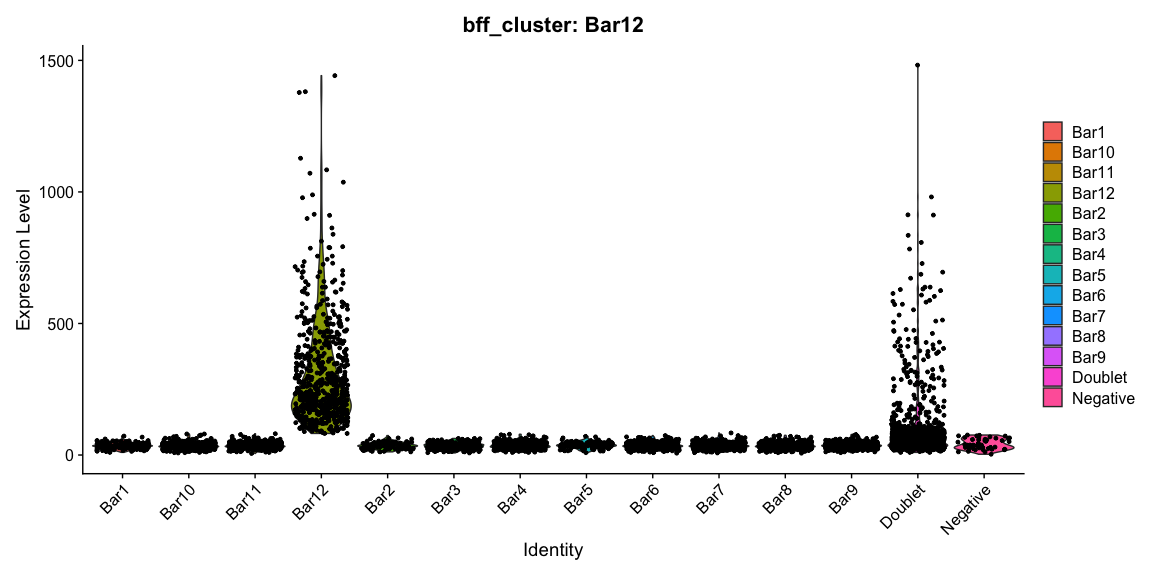 bff_cluster: Bar12
Expression Level
1500
1000
500
0
Bar1
Bar10
Bar11
Bar12
Bar2
Bar3
Bar4
Bar5
Bar6
Bar7
Bar8
Bar9
Doublet
Negative
Identity
Bar1
Bar10
Bar11
Bar12
Bar2
Bar3
Bar4
Bar5
Bar6
Bar7
Bar8
Bar9
Doublet
Negative